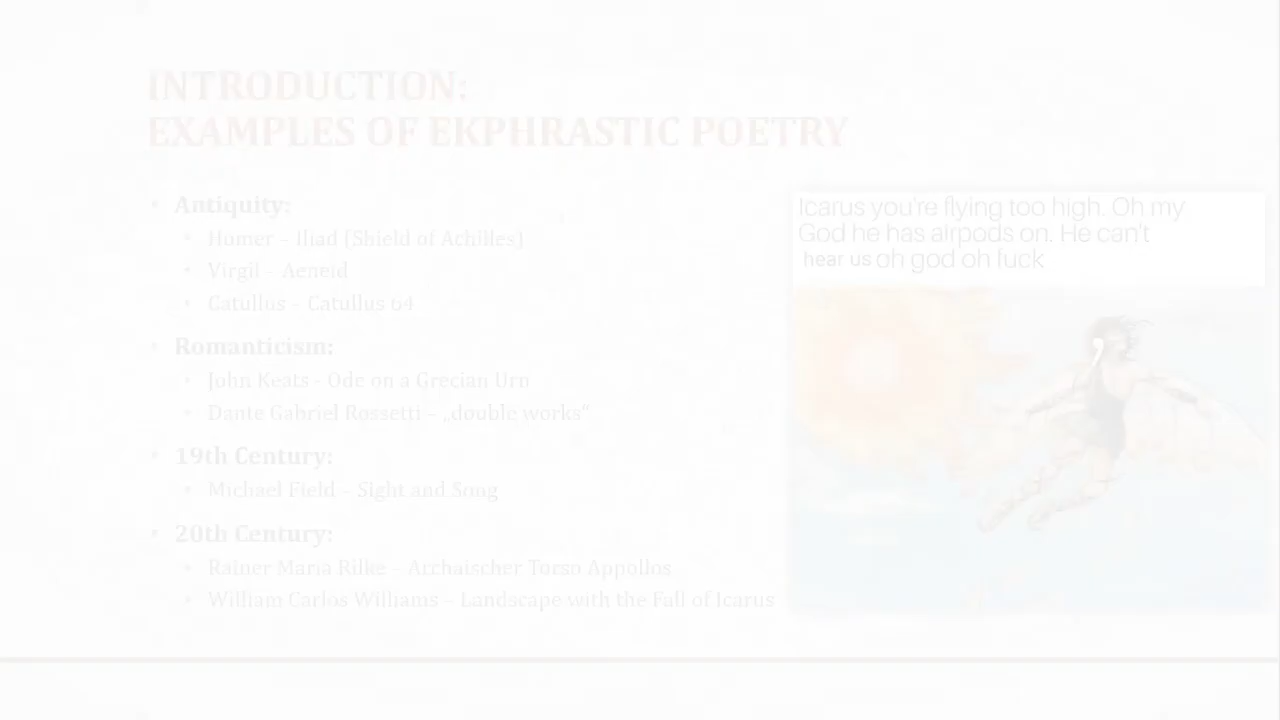 INTRODUCTION:
EXAMPLES OF EKPHRASTIC POETRY
• Antiquity:
• Homer – Iliad [Shield of Achilles]
• Virgil – Aeneid
• Catullus – Catullus 64
• Romanticism:
• John Keats - Ode on a Grecian Urn
• Dante Gabriel Rossetti – „double works“
• 19th Century:
• Michael Field – Sight and Song
• 20th Century:
• Rainer Maria Rilke – Archaischer Torso Appollos
• William Carlos Williams – Landscape with the Fall of Icarus
Icarus you're flying too high. Oh my
God he has airpods on. He can't
hear us oh god oh fuck